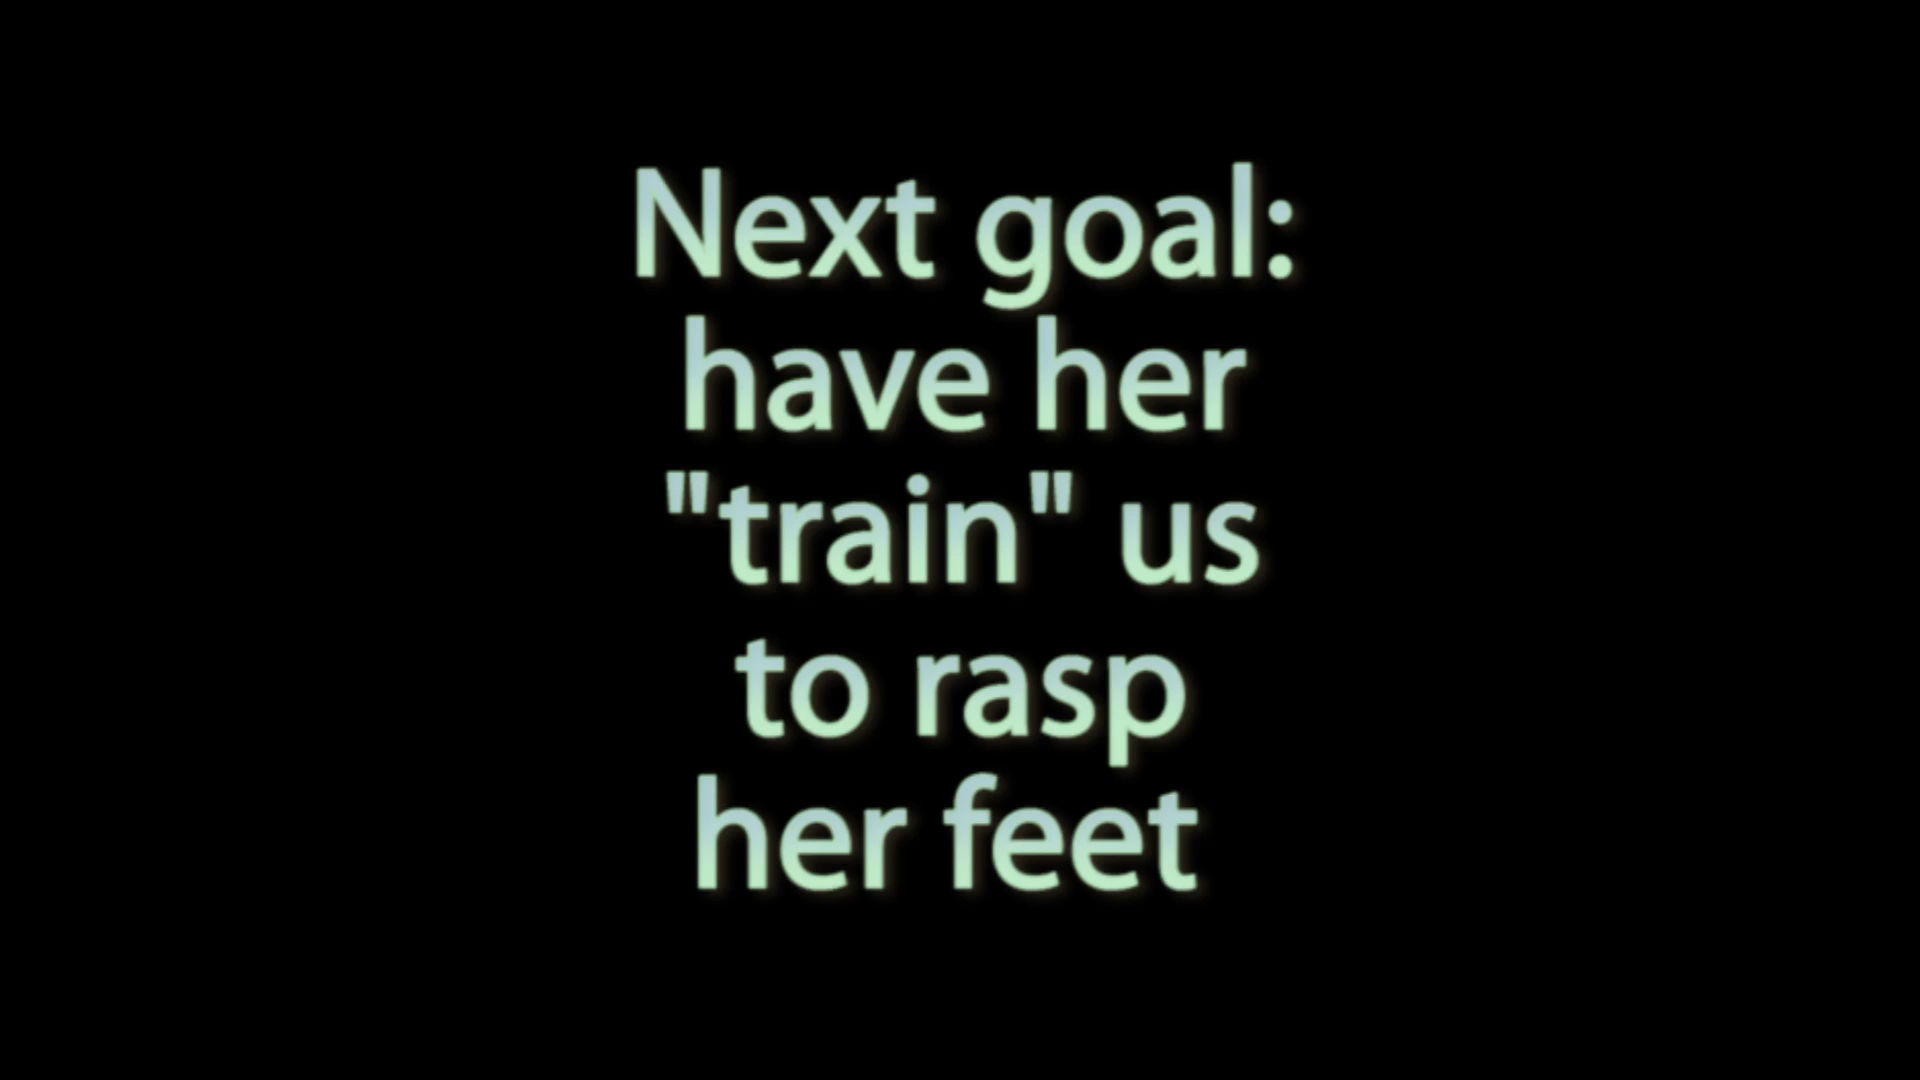 Next goal:
have her
"train" us
to rasp
her feet